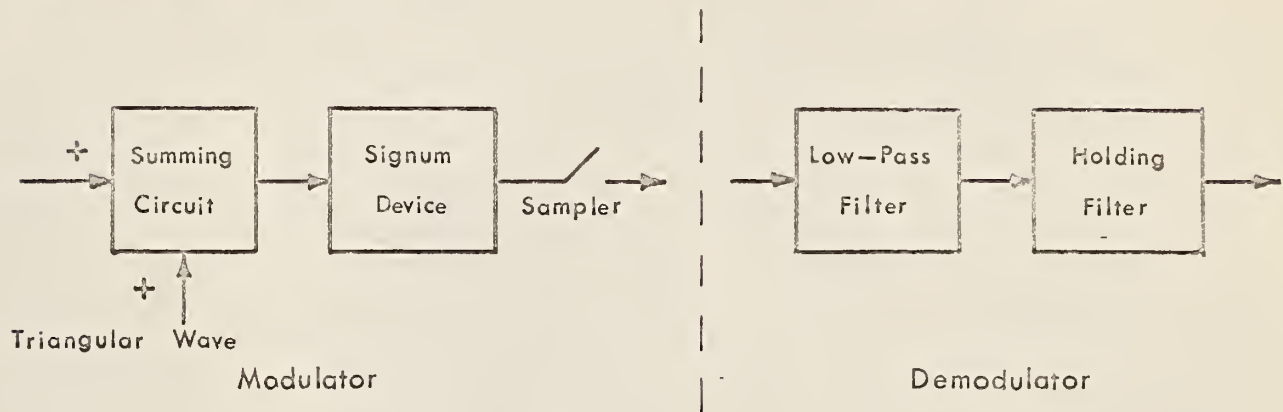 +
Summing
Circuit
Signum
Device
Sampler
+
Triangular Wave
Modulator
Low-Pass
Filter
Holding
Filter
Demodulator